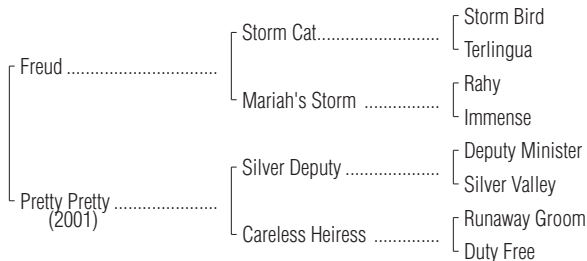 Storm Bird
Storm Cat..........................
Terlingua
Freud ................................
Rahy
Mariah's Storm ................
Immense
Deputy Minister
Silver Deputy ....................
Silver Valley
Pretty Pretty ......................
(2001)
Runaway Groom
Careless Heiress ..............
Duty Free